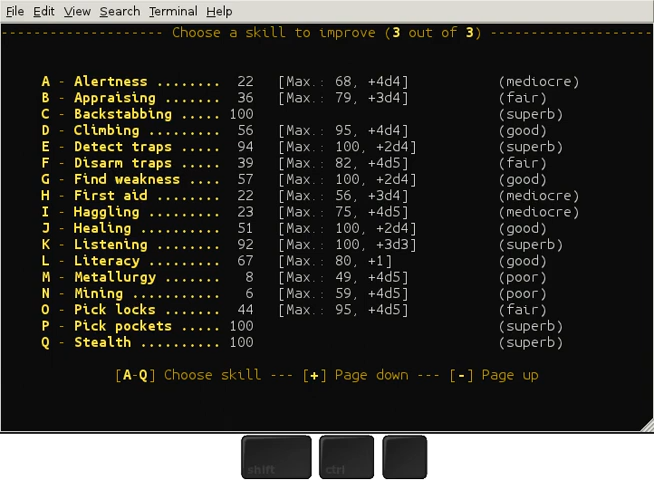 File Edit View Search Terminal Help
-------------------- Choose a skill to improve (3 out of 3) --------------------
A - Alertness ........ 22 [Max.: 68, +4d4] (mediocre)
B - Appraising ....... 36 [Max.: 79, +3d4] (fair)
C - Backstabbing ..... 100 (superb)
D - Climbing ......... 56 [Max.: 95, +4d4] (good)
E - Detect traps ..... 94 [Max.: 100, +2d4] (superb)
F - Disarm traps ..... 39 [Max.: 82, +4d5] (fair)
G - Find weakness .... 57 [Max.: 100, +2d4] (good)
H - First aid ........ 22 [Max.: 56, +3d4] (mediocre)
I - Haggling ......... 23 [Max.: 75, +4d5] (mediocre)
J - Healing .......... 51 [Max.: 100, +2d4] (good)
K - Listening ........ 92 [Max.: 100, +3d3] (superb)
L - Literacy ......... 67 [Max.: 80, +1] (good)
M - Metallurgy ....... 8 [Max.: 49, +4d5] (poor)
N - Mining ........... 6 [Max.: 59, +4d5] (poor)
O - Pick locks ....... 44 [Max.: 95, +4d5] (fair)
P - Pick pockets ..... 100 (superb)
Q - Stealth .......... 100 (superb)
[A-Q] Choose skill --- [+] Page down --- [-] Page up
shift ctrl